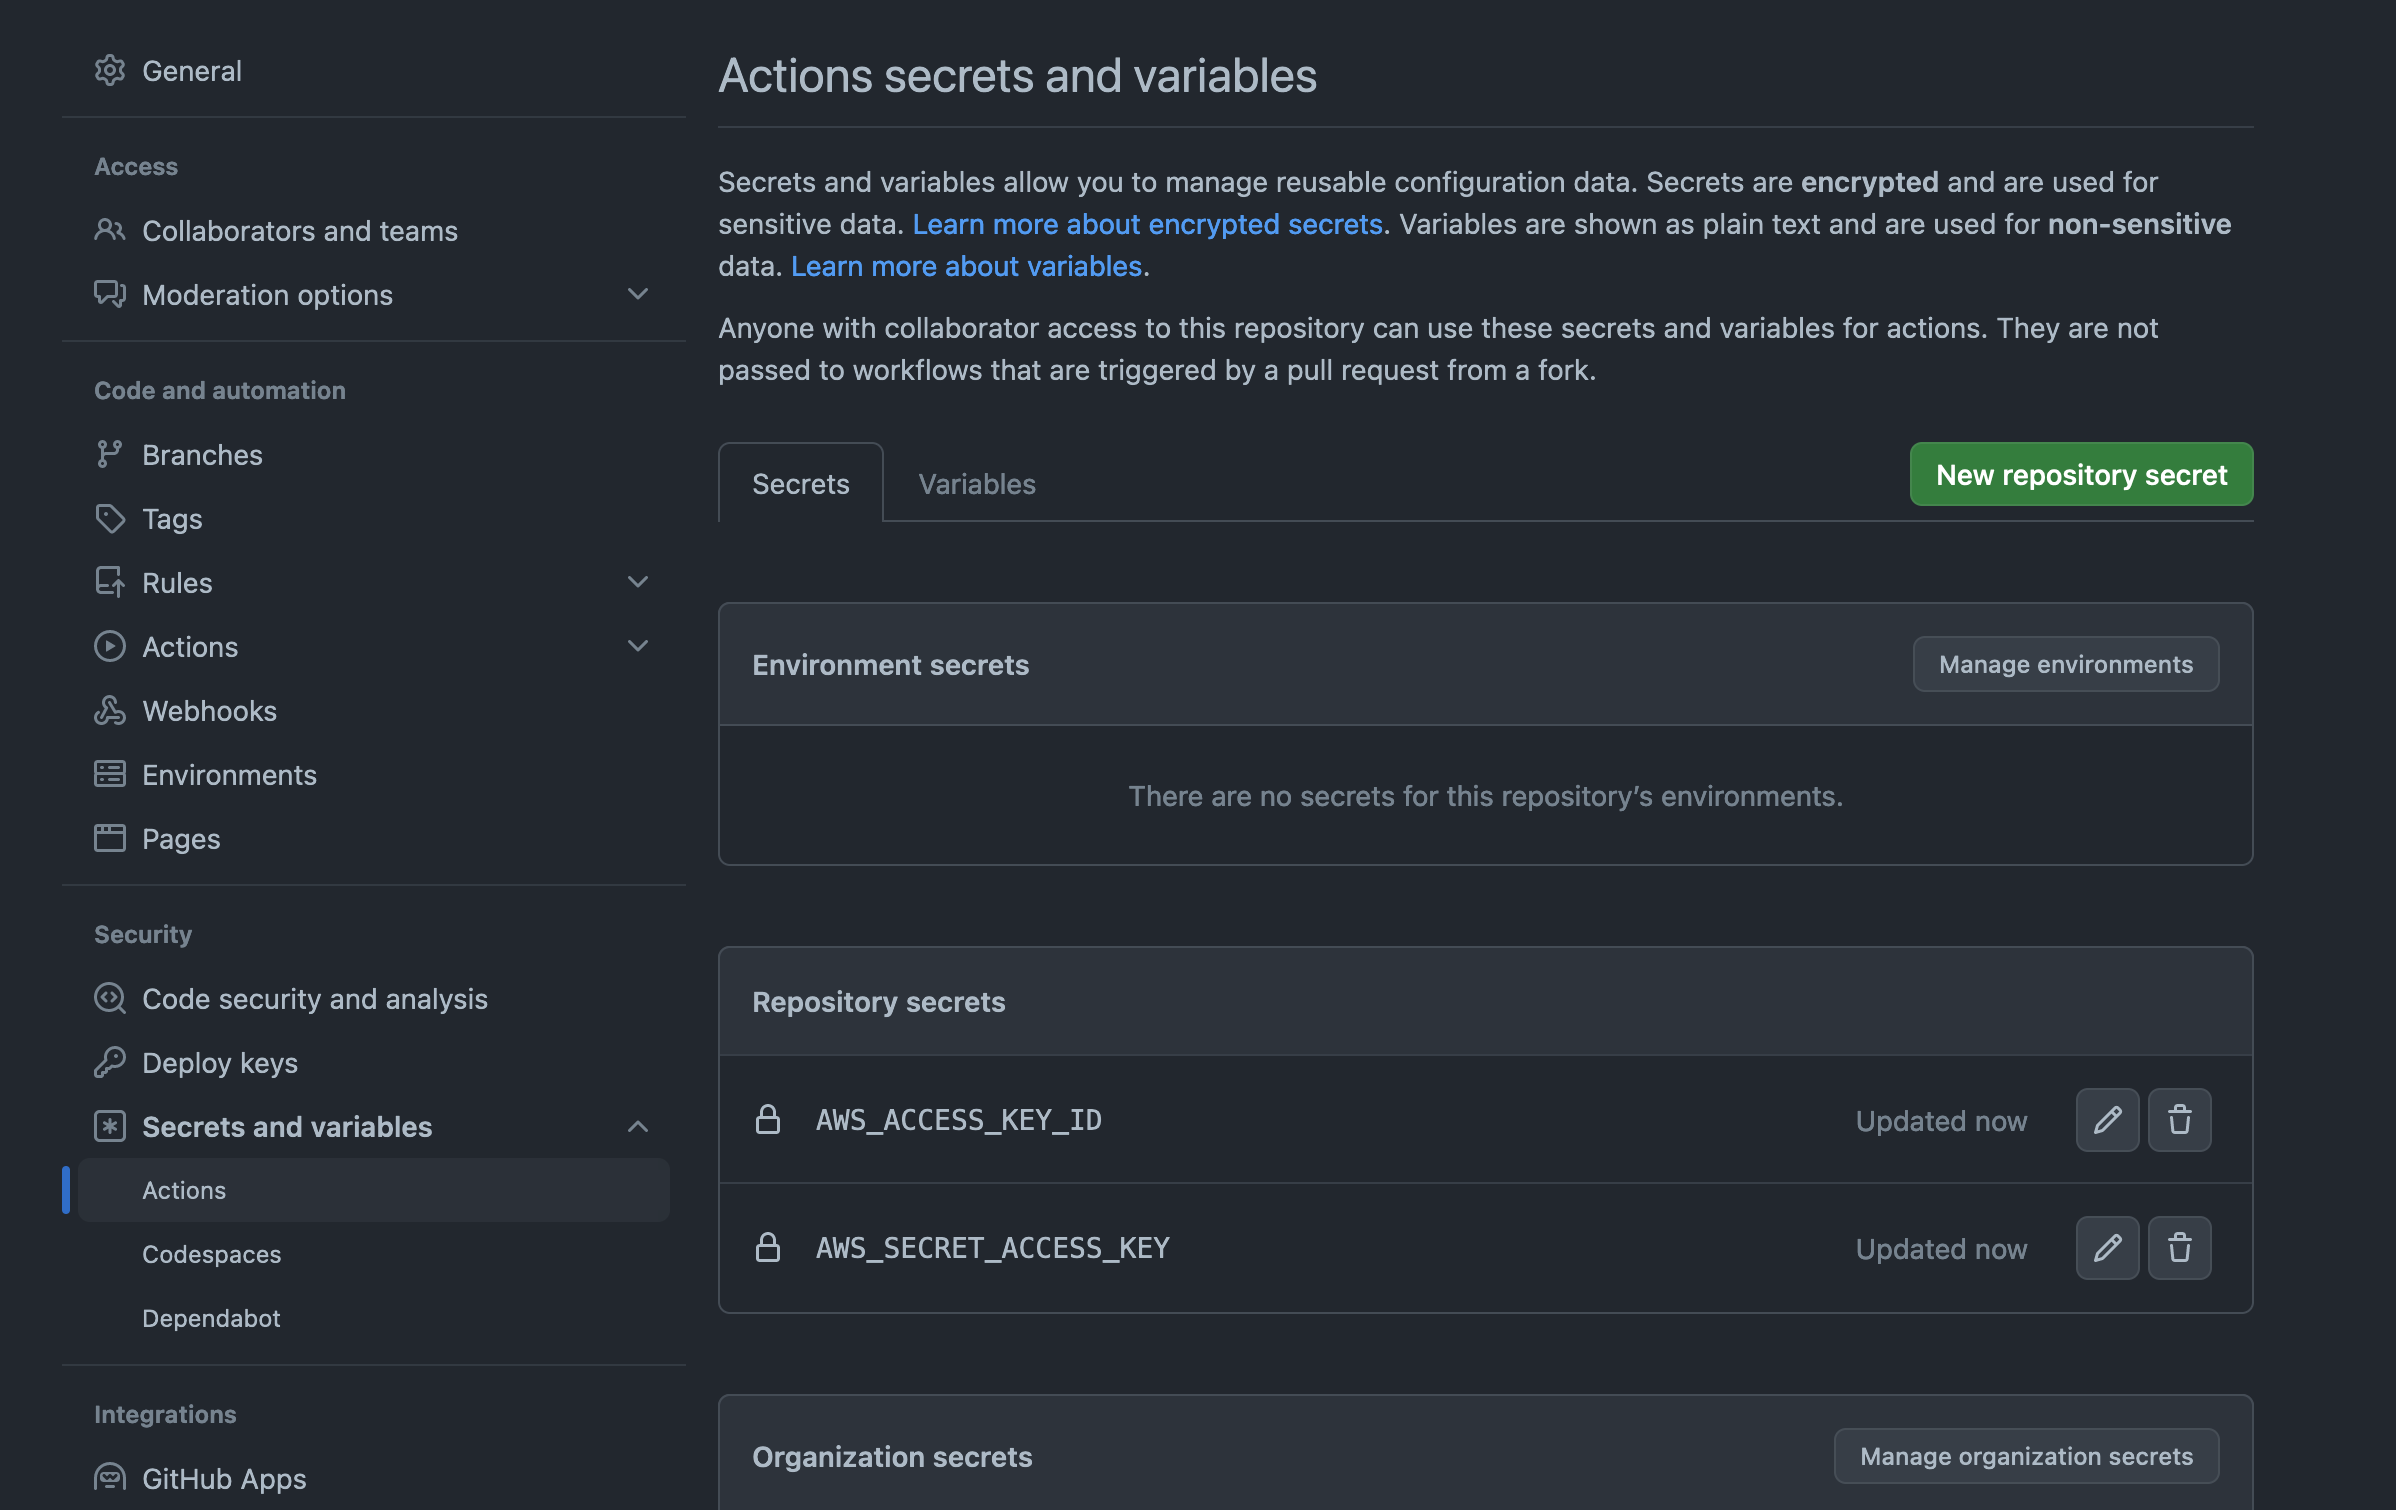 General
Access
Collaborators and teams
Moderation options
Code and automation
Branches
Tags
Rules
Actions
Webhooks
Environments
Pages
Security
Code security and analysis
Deploy keys
Secrets and variables
Actions
Codespaces
Dependabot
Integrations
GitHub Apps
Actions secrets and variables
Secrets and variables allow you to manage reusable configuration data. Secrets are encrypted and are used for
sensitive data. Learn more about encrypted secrets. Variables are shown as plain text and are used for non-sensitive
data. Learn more about variables.
Anyone with collaborator access to this repository can use these secrets and variables for actions. They are not
passed to workflows that are triggered by a pull request from a fork.
Secrets Variables New repository secret
Environment secrets Manage environments
There are no secrets for this repository’s environments.
Repository secrets
AWS_ACCESS_KEY_ID Updated now
AWS_SECRET_ACCESS_KEY Updated now
Organization secrets Manage organization secrets